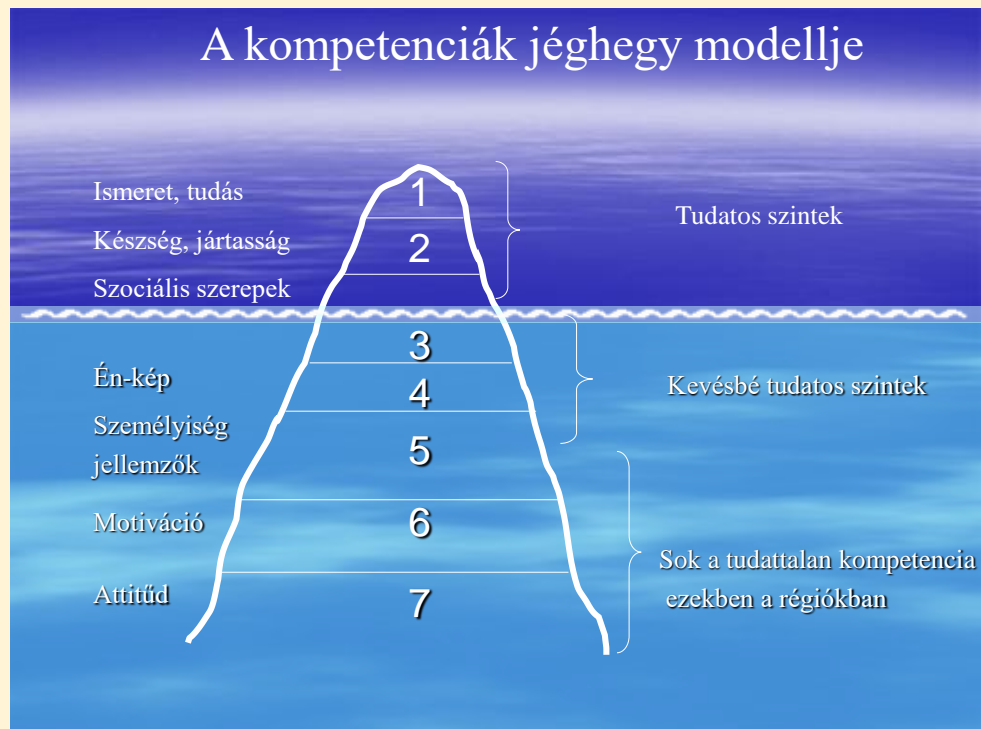 A kompetenciák jéghegy modellje
Ismeret, tudás
1
Készség, jártasság
2
Szociális szerepek
Tudatos szintek
3
Én-kép
4
Személyiség
jellemzők
5
Kevésbé tudatos szintek
Motiváció
6
Attitűd
7
Sok a tudattalan kompetencia
ezekben a régiókban